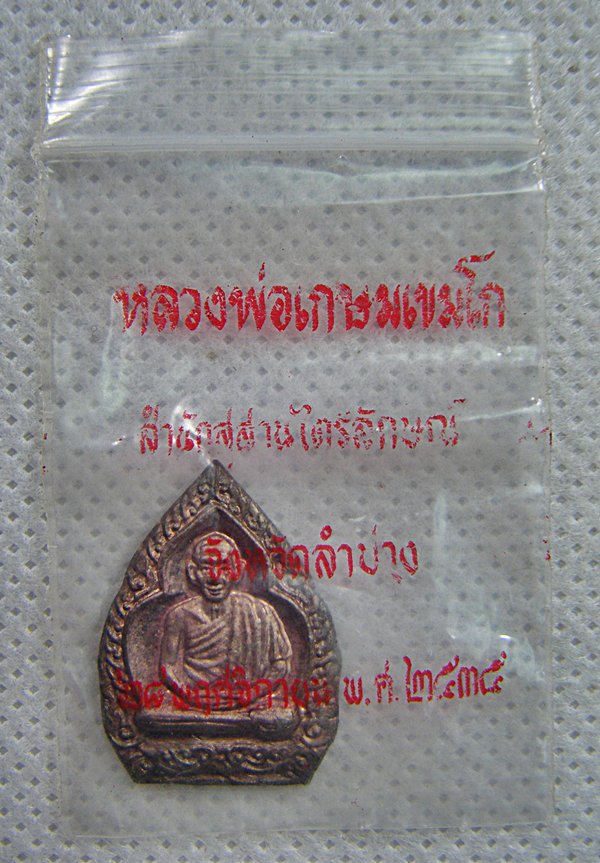 หลวงพ่อเกษมเขมโก
สำนักสุสานไตรลักษณ์
จังหวัดลำปาง
๒๘ พฤศจิกายน พ.ศ. ๒๕๓๕